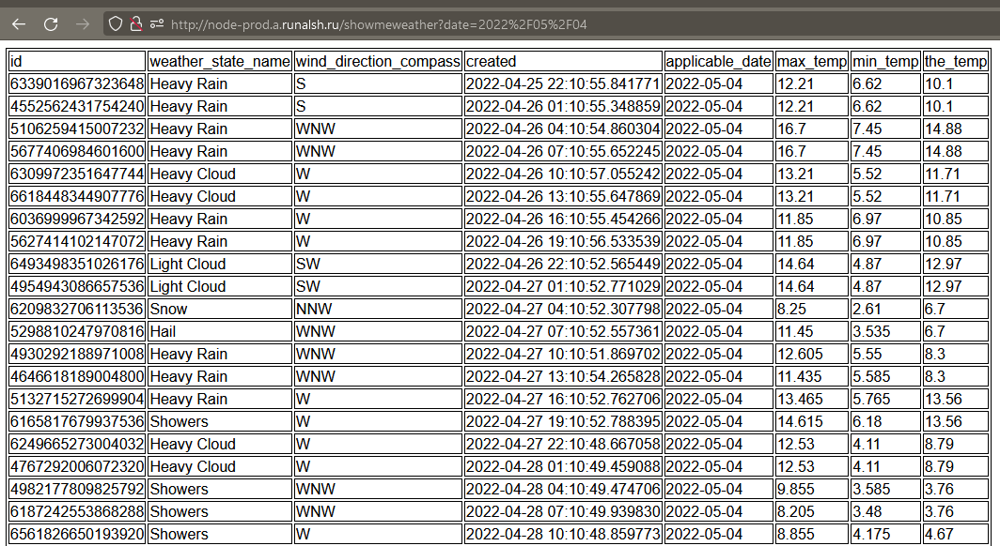 http://node-prod.a.runalsh.ru/showmeweather?date=2022%2F05%2F04
id weather_state_name wind_direction_compass created applicable_date max_temp min_temp the_temp
6339016967323648 Heavy Rain S 2022-04-25 22:10:55.841771 2022-05-04 12.21 6.62 10.1
4552562431754240 Heavy Rain S 2022-04-26 01:10:55.348859 2022-05-04 12.21 6.62 10.1
5106259415007232 Heavy Rain WNW 2022-04-26 04:10:54.860304 2022-05-04 16.7 7.45 14.88
5677406984601600 Heavy Rain WNW 2022-04-26 07:10:55.652245 2022-05-04 16.7 7.45 14.88
6309972351647744 Heavy Cloud W 2022-04-26 10:10:57.055242 2022-05-04 13.21 5.52 11.71
6618448344907776 Heavy Cloud W 2022-04-26 13:10:55.647869 2022-05-04 13.21 5.52 11.71
6036999967342592 Heavy Rain W 2022-04-26 16:10:55.454266 2022-05-04 11.85 6.97 10.85
5627414102147072 Heavy Rain W 2022-04-26 19:10:56.533539 2022-05-04 11.85 6.97 10.85
6493498351026176 Light Cloud SW 2022-04-26 22:10:52.565449 2022-05-04 14.64 4.87 12.97
4954943086657536 Light Cloud SW 2022-04-27 01:10:52.771029 2022-05-04 14.64 4.87 12.97
6209832706113536 Snow NNW 2022-04-27 04:10:52.307798 2022-05-04 8.25 2.61 6.7
5298810247970816 Hail WNW 2022-04-27 07:10:52.557361 2022-05-04 11.45 3.535 6.7
4930292188971008 Heavy Rain WNW 2022-04-27 10:10:51.869702 2022-05-04 12.605 5.55 8.3
4646618189004800 Heavy Rain WNW 2022-04-27 13:10:54.265828 2022-05-04 11.435 5.585 8.3
5132715272699904 Heavy Rain W 2022-04-27 16:10:52.762706 2022-05-04 13.465 5.765 13.56
6165817679937536 Showers W 2022-04-27 19:10:52.788395 2022-05-04 14.615 6.18 13.56
6249665273004032 Heavy Cloud W 2022-04-27 22:10:48.667058 2022-05-04 12.53 4.11 8.79
4767292006072320 Heavy Cloud W 2022-04-28 01:10:49.459088 2022-05-04 12.53 4.11 8.79
4982177809825792 Showers WNW 2022-04-28 04:10:49.474706 2022-05-04 9.855 3.585 3.76
6187242553868288 Showers WNW 2022-04-28 07:10:49.939830 2022-05-04 8.205 3.48 3.76
6561826650193920 Showers W 2022-04-28 10:10:48.859773 2022-05-04 8.855 4.175 4.67